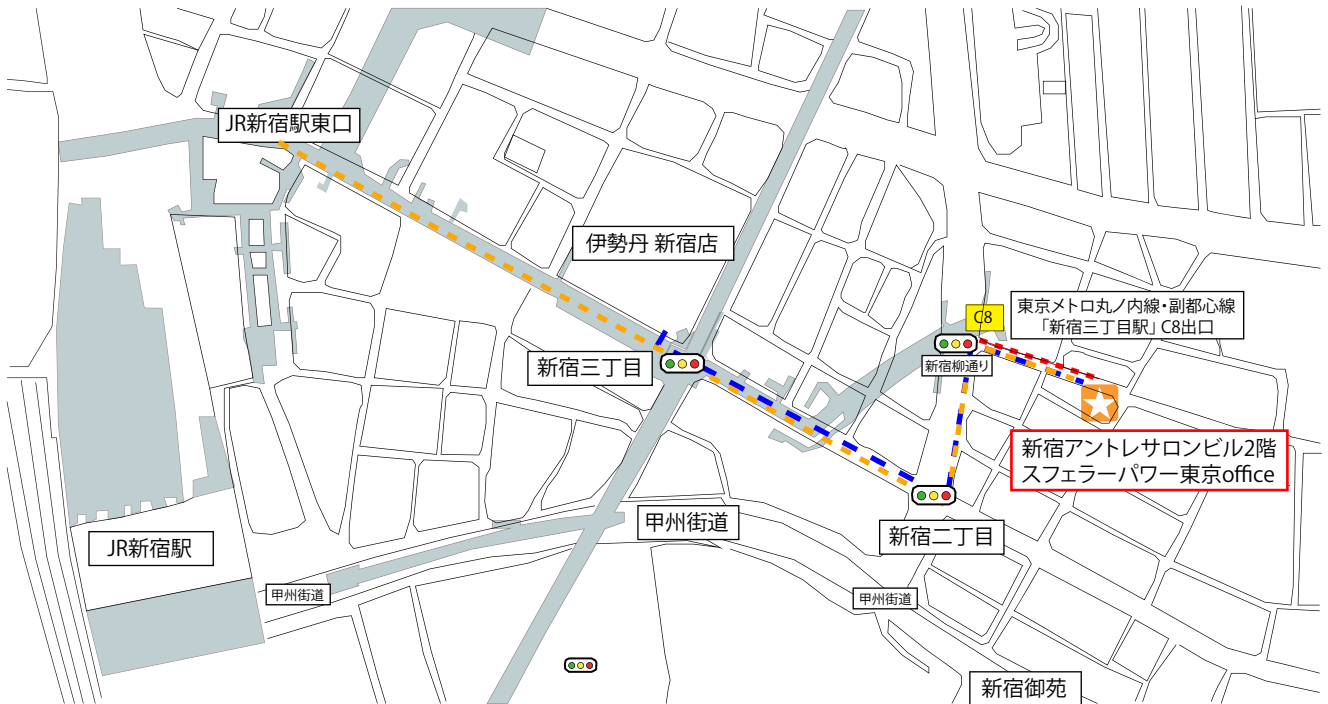 JR新宿駅東口
伊勢丹 新宿店
C8
東京メトロ丸ノ内線・副都心線
「新宿三丁目駅」C8出口
新宿三丁目
新宿柳通り
新宿アントレサロンビル2階
スフェラーパワー東京office
甲州街道
新宿二丁目
JR新宿駅
甲州街道
甲州街道
新宿御苑